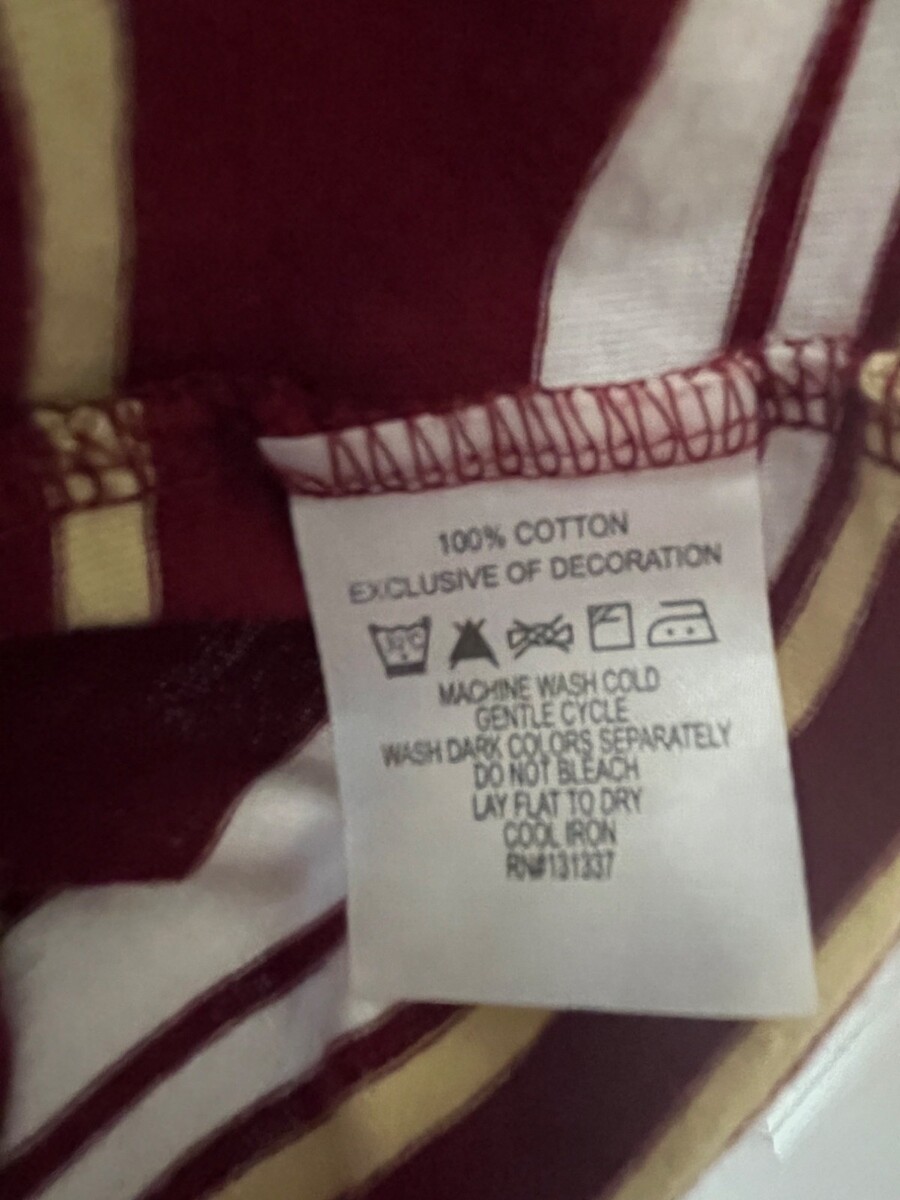 100% COTTON
EXCLUSIVE OF DECORATION
30°C
MACHINE WASH COLD
GENTLE CYCLE
WASH DARK COLORS SEPARATELY
DO NOT BLEACH
LAY FLAT TO DRY
COOL IRON
RN#131337